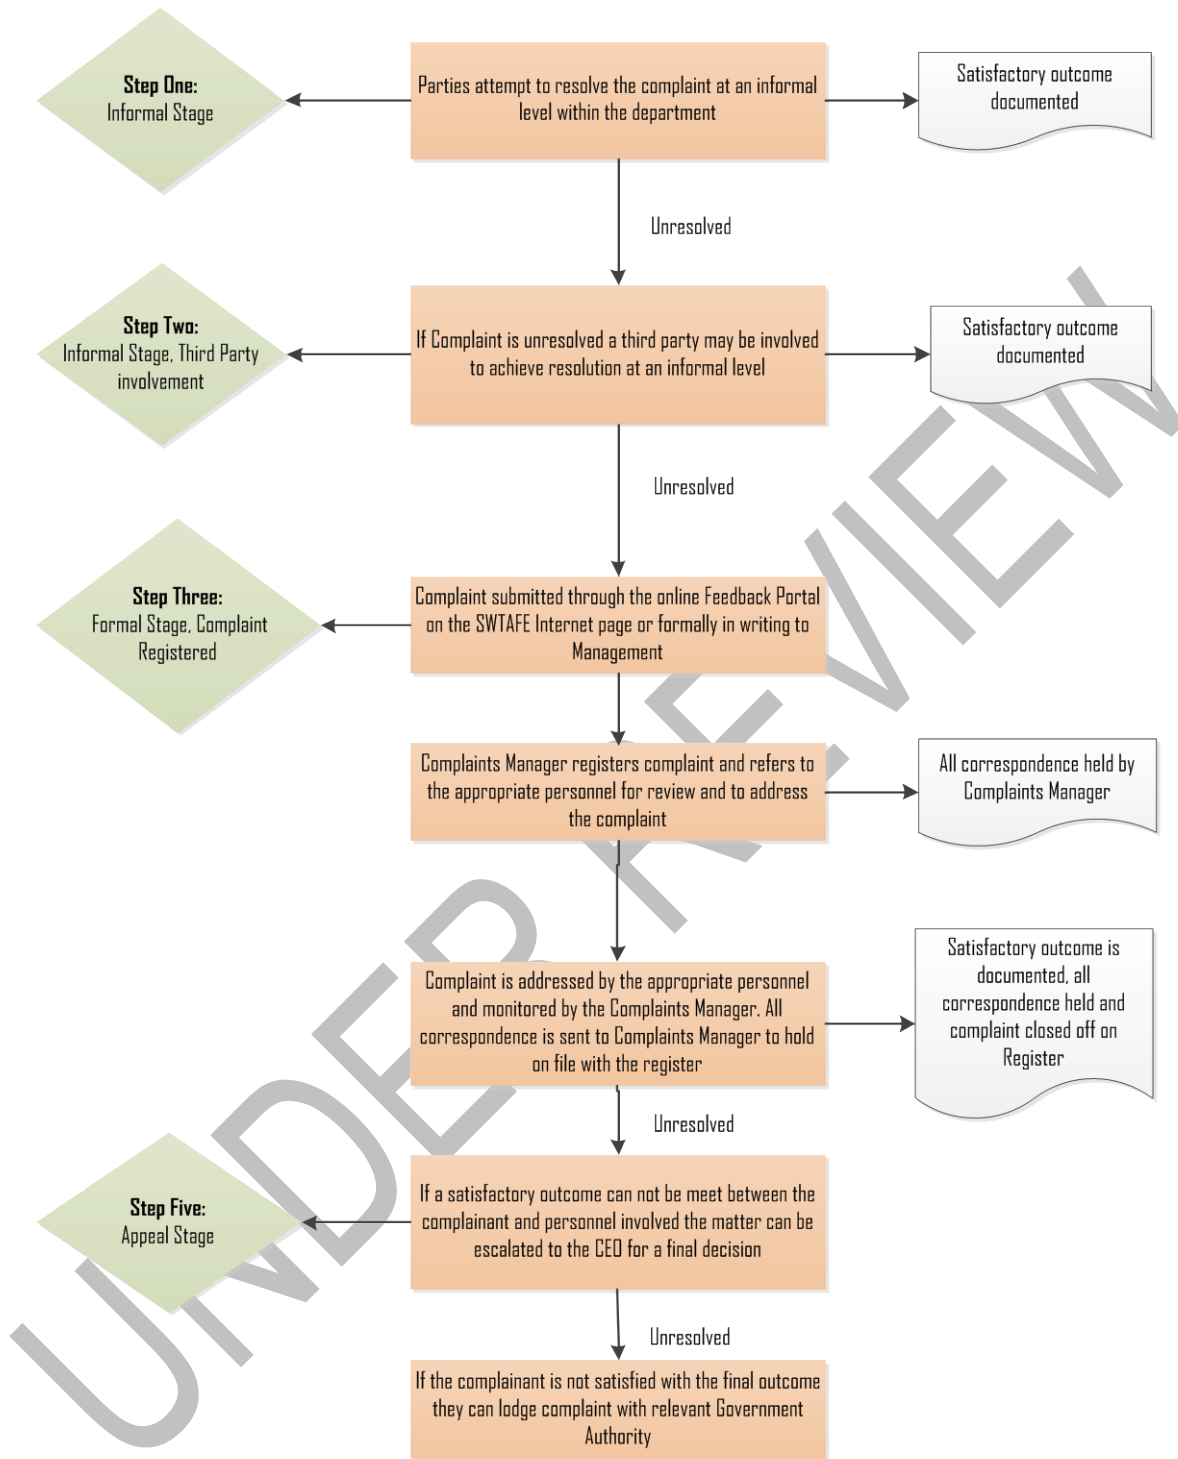 Step One:
Informal Stage
Parties attempt to resolve the complaint at an informal
level within the department
Satisfactory outcome
documented
Unresolved
Step Two:
Informal Stage, Third Party
involvement
If Complaint is unresolved a third party may be involved
to achieve resolution at an informal level
Satisfactory outcome
documented
Unresolved
Step Three:
Formal Stage, Complaint
Registered
Complaint submitted through the online Feedback Portal
on the SWTAFE Internet page or formally in writing to
Management
Complaints Manager registers complaint and refers to
the appropriate personnel for review and to address
the complaint
All correspondence held by
Complaints Manager
Complaint is addressed by the appropriate personnel
and monitored by the Complaints Manager. All
correspondence is sent to Complaints Manager to hold
on file with the register
Satisfactory outcome is
documented, all
correspondence held and
complaint closed off on
Register
Unresolved
Step Five:
Appeal Stage
If a satisfactory outcome can not be meet between the
complainant and personnel involved the matter can be
escalated to the CEO for a final decision
Unresolved
If the complainant is not satisfied with the final outcome
they can lodge complaint with relevant Government
Authority
UNDER REVIEW